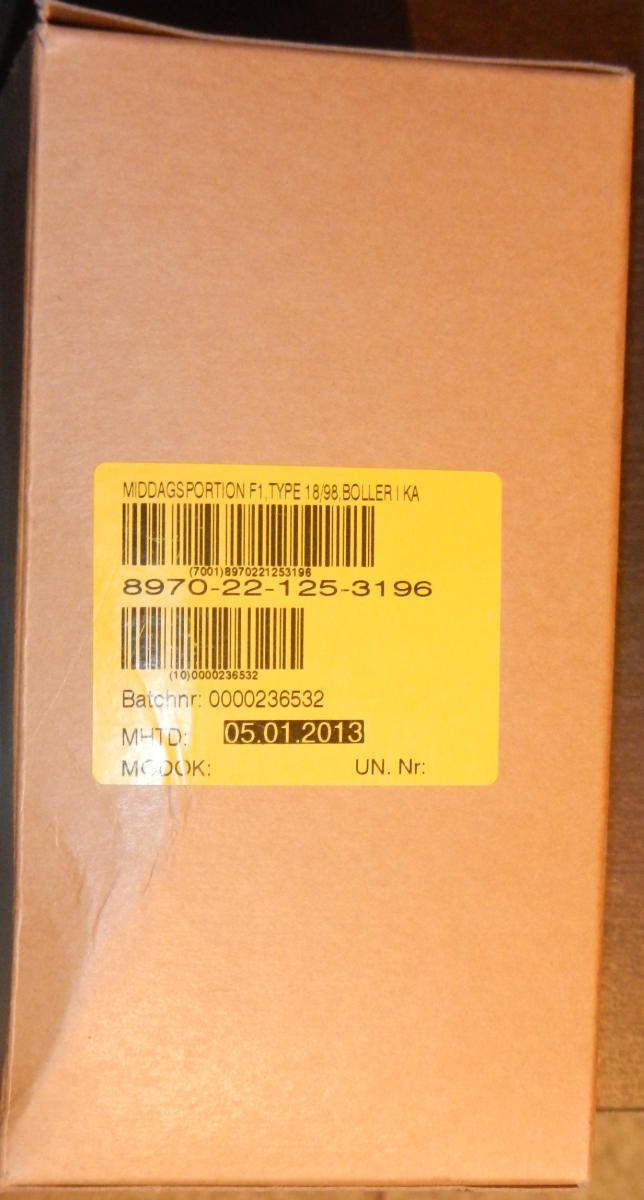 MIDDAGSPORTION F1,TYPE 18/98,BOLLER I KA
(7001)8970221253196
8970-22-125-3196
(10)0000236532
Batchnr: 0000236532
MHTD: 05.01.2013
MODOK: UN. Nr: